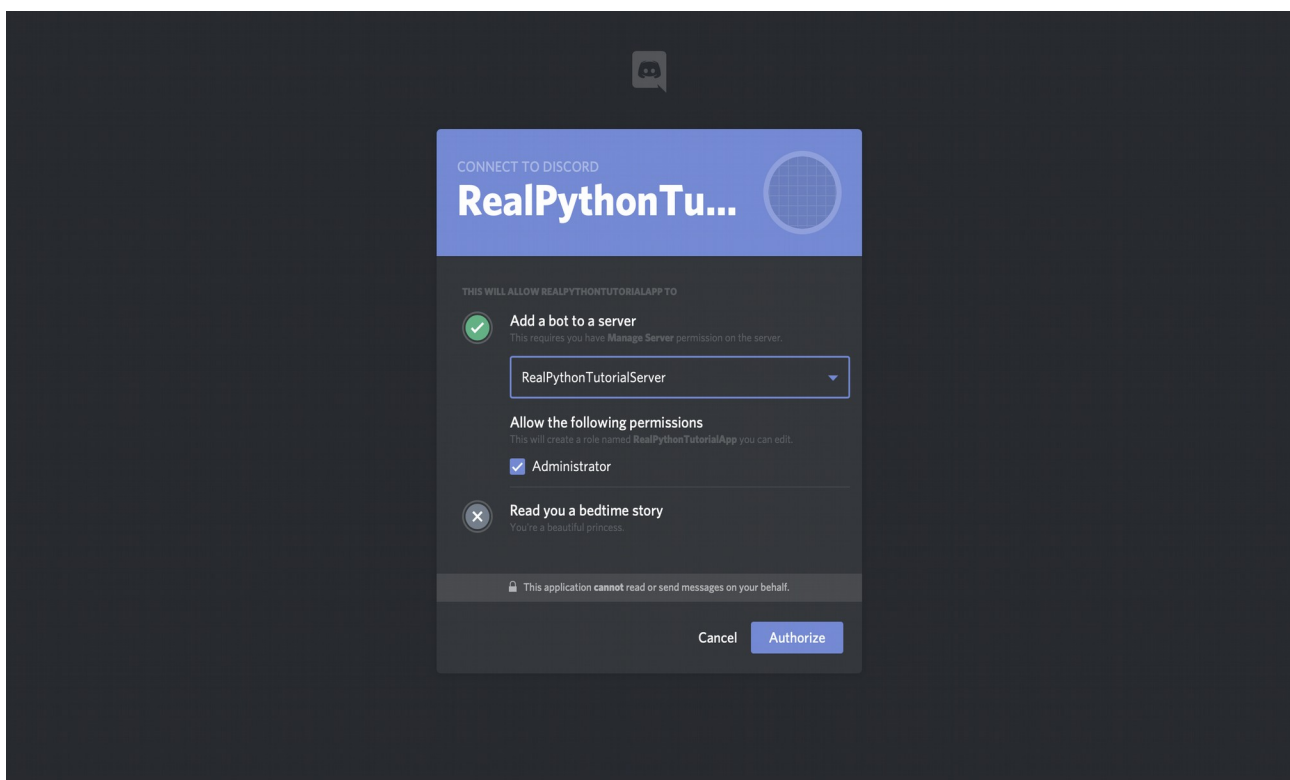 CONNECT TO DISCORD
RealPythonTu...
THIS WILL ALLOW REALPYTHONTUTORIALAPP TO
Add a bot to a server
This requires you have Manage Server permission on the server.
RealPythonTutorialServer
Allow the following permissions
This will create a role named RealPythonTutorialApp you can edit.
Administrator
Read you a bedtime story
You're a beautiful princess.
This application cannot read or send messages on your behalf.
Cancel Authorize